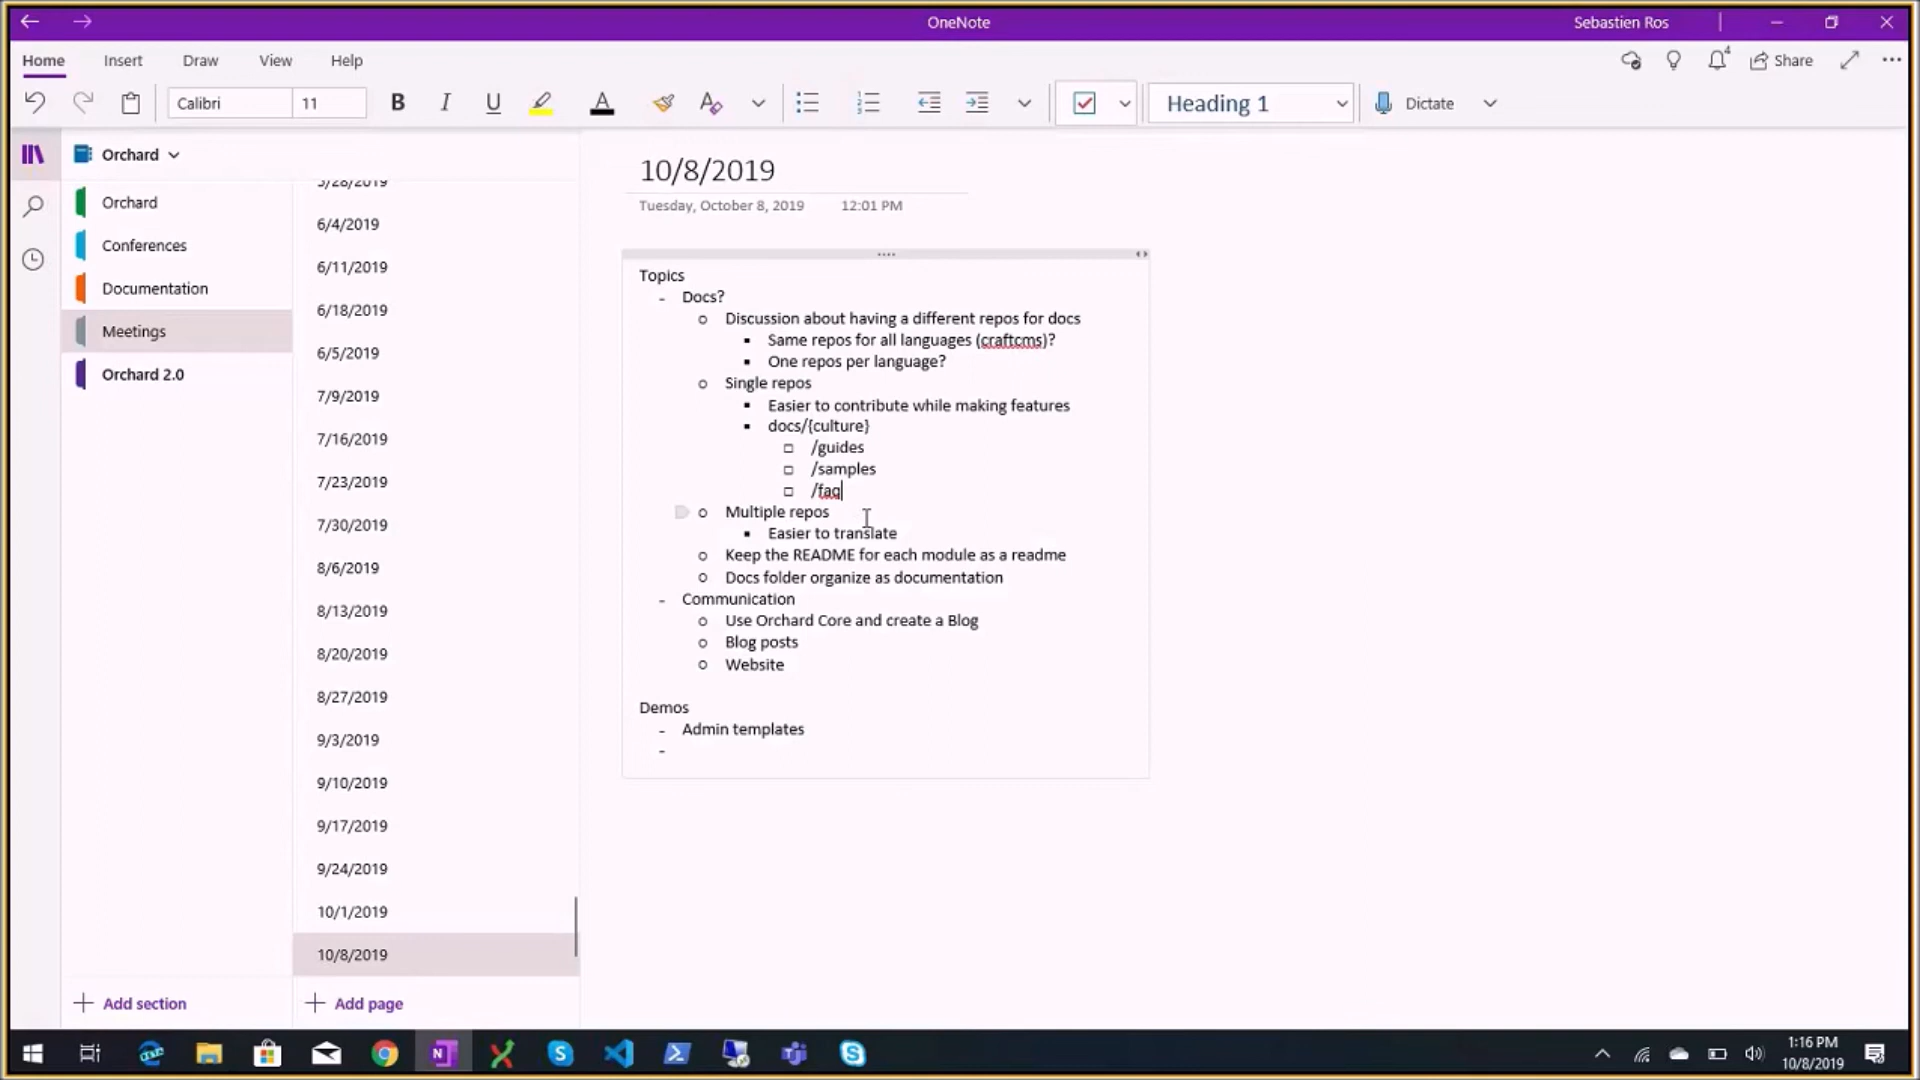 OneNote
Sebastien Ros
Home Insert Draw View Help
4
Share
Calibri 11 B I U A Heading 1 Dictate
Orchard
Orchard
Conferences
Documentation
Meetings
Orchard 2.0
Add section
5/28/2019
6/4/2019
6/11/2019
6/18/2019
6/5/2019
7/9/2019
7/16/2019
7/23/2019
7/30/2019
8/6/2019
8/13/2019
8/20/2019
8/27/2019
9/3/2019
9/10/2019
9/17/2019
9/24/2019
10/1/2019
10/8/2019
Add page
10/8/2019
Tuesday, October 8, 2019 12:01 PM
Topics
- Docs?
Discussion about having a different repos for docs
Same repos for all languages (craftcms)?
One repos per language?
Single repos
Easier to contribute while making features
docs/{culture}
/guides
/samples
/faq
Multiple repos
Easier to translate
Keep the README for each module as a readme
Docs folder organize as documentation
- Communication
Use Orchard Core and create a Blog
Blog posts
Website
Demos
- Admin templates
-
1:16 PM
10/8/2019